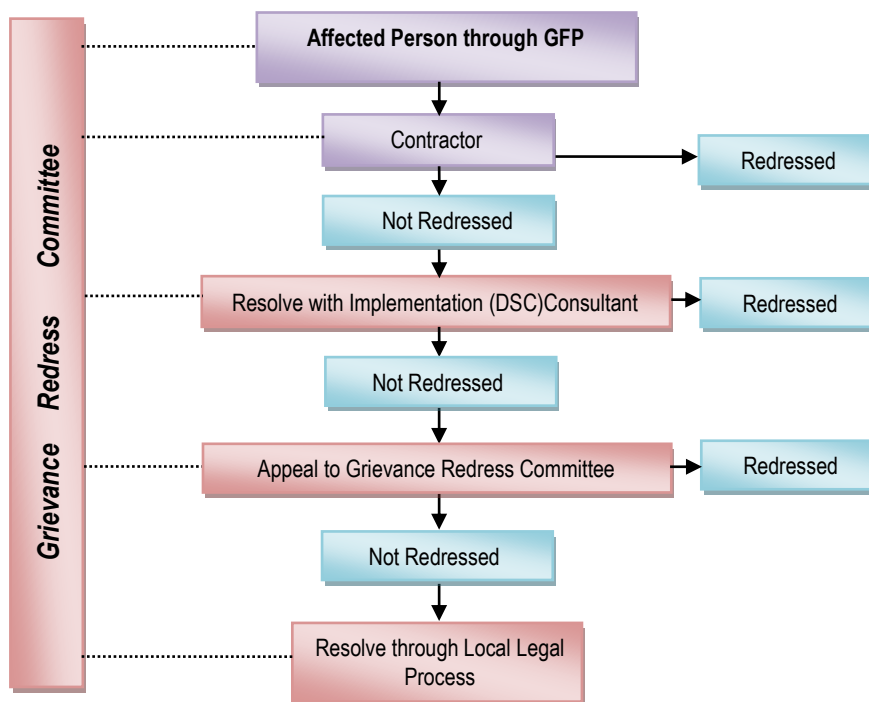 Grievance Redress Committee
Affected Person through GFP
Contractor
Redressed
Not Redressed
Resolve with Implementation (DSC)Consultant
Redressed
Not Redressed
Appeal to Grievance Redress Committee
Redressed
Not Redressed
Resolve through Local Legal
Process